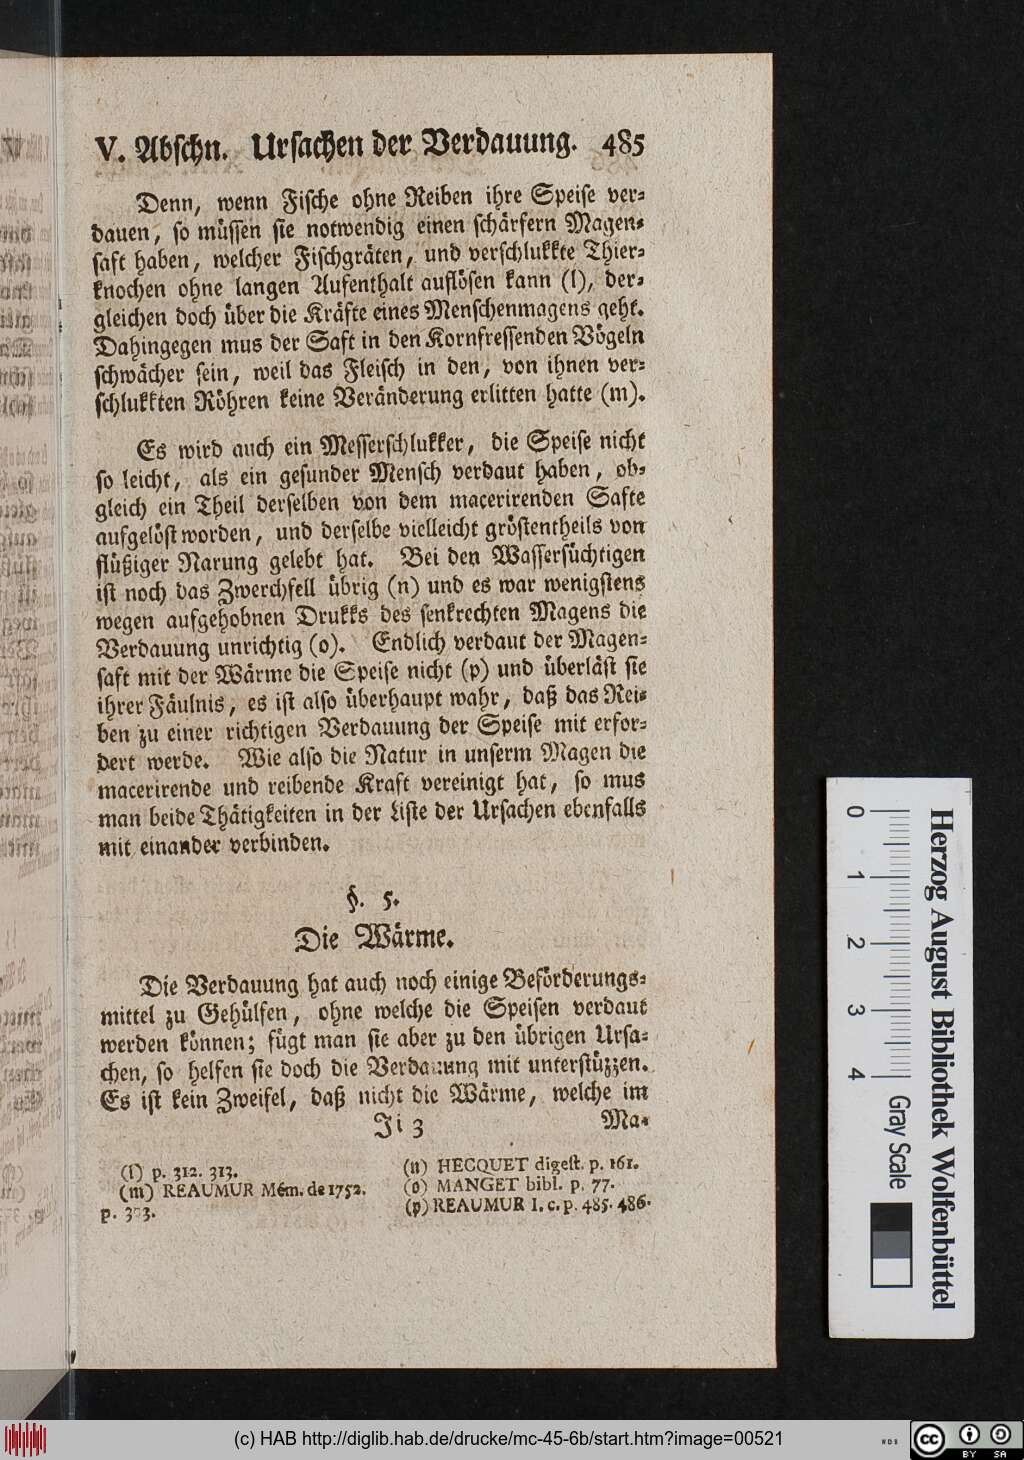 V. Abschn. Ursachen der Verdauung. 485
Denn, wenn Fische ohne Reiben ihre Speise ver-
dauen, so müssen sie notwendig einen schärfern Magen-
saft haben, welcher Fischgräten, und verschlukkte Thier-
knochen ohne langen Aufenthalt auflösen kann (l), der-
gleichen doch über die Kräfte eines Menschenmagens geht.
Dahingegen mus der Saft in den Kornfressenden Vögeln
schwächer sein, weil das Fleisch in den, von ihnen ver-
schlukkten Röhren keine Veränderung erlitten hatte (m).
Es wird auch ein Messerschlukker, die Speise nicht
so leicht, als ein gesunder Mensch verdaut haben, ob-
gleich ein Theil derselben von dem macerirenden Safte
aufgelöst worden, und derselbe vielleicht gröstentheils von
flüßiger Narung gelebt hat. Bei den Wassersüchtigen
ist noch das Zwerchfell übrig (n) und es war wenigstens
wegen aufgehobnen Drukks des senkrechten Magens die
Verdauung unrichtig (o). Endlich verdaut der Magen-
saft mit der Wärme die Speise nicht (p) und überläst sie
ihrer Fäulnis, es ist also überhaupt wahr, daß das Rei-
ben zu einer richtigen Verdauung der Speise mit erfor-
dert werde. Wie also die Natur in unserm Magen die
macerirende und reibende Kraft vereinigt hat, so mus
man beide Thätigkeiten in der Liste der Ursachen ebenfalls
mit einander verbinden.
§. 5.
Die Wärme.
Die Verdauung hat auch noch einige Beförderungs-
mittel zu Gehülfen, ohne welche die Speisen verdaut
werden können; fügt man sie aber zu den übrigen Ursa-
chen, so helfen sie doch die Verdauung mit unterstüzzen.
Es ist kein Zweifel, daß nicht die Wärme, welche im
Ji 3 Ma-
(l) p. 312. 313.
(m) REAUMUR Mém. de 1752.
p. 303.
(n) HECQUET digest. p. 161.
(o) MANGET bibl. p. 77.
(p) REAUMUR l. c. p. 485. 486.
Herzog August Bibliothek Wolfenbüttel
0 1 2 3 4 Gray Scale
(c) HAB http://diglib.hab.de/drucke/mc-45-6b/start.htm?image=00521
WDB
cc BY SA